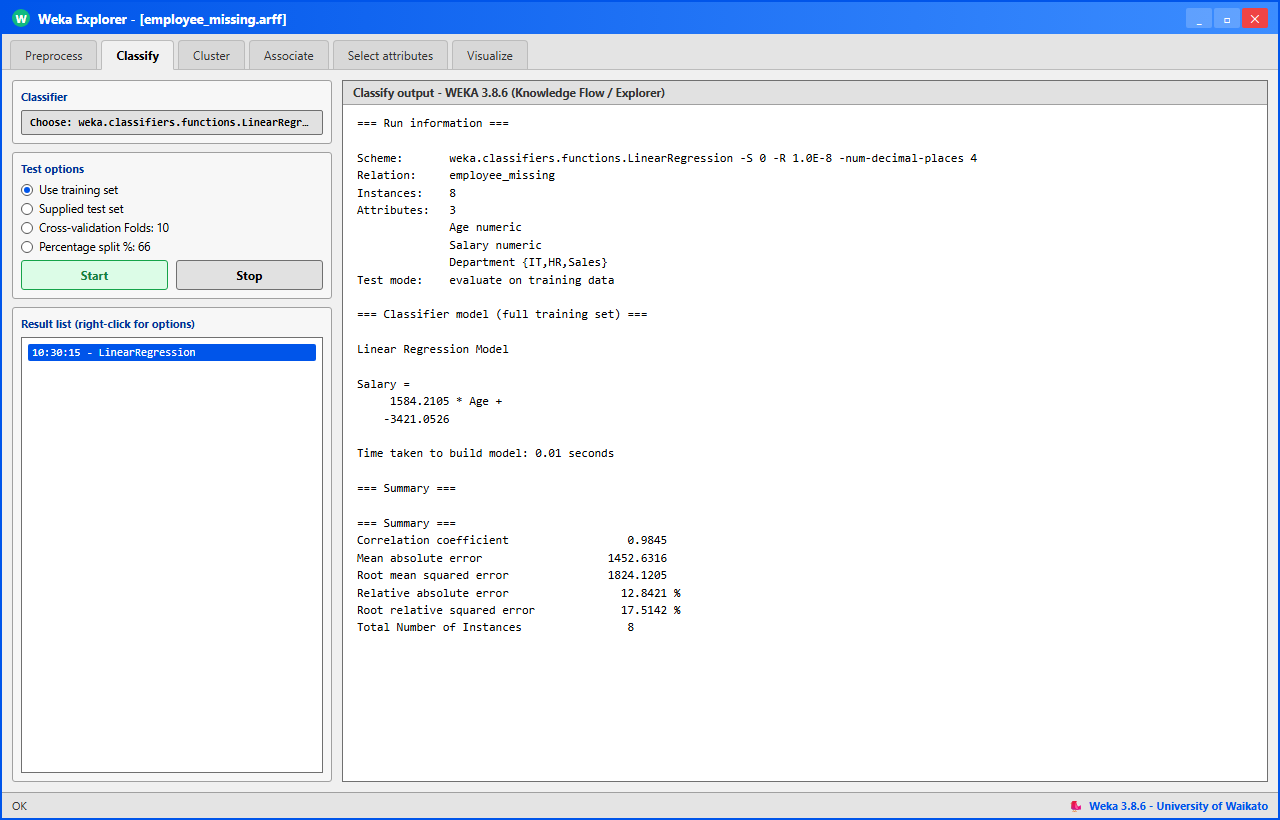 W Weka Explorer - [employee_missing.arff]
Preprocess Classify Cluster Associate Select attributes Visualize
Classifier
Choose: weka.classifiers.functions.LinearRegr...
Test options
Use training set
Supplied test set
Cross-validation Folds: 10
Percentage split %: 66
Start Stop
Result list (right-click for options)
10:30:15 - LinearRegression
Classify output - WEKA 3.8.6 (Knowledge Flow / Explorer)
=== Run information ===
Scheme: weka.classifiers.functions.LinearRegression -S 0 -R 1.0E-8 -num-decimal-places 4
Relation: employee_missing
Instances: 8
Attributes: 3
Age numeric
Salary numeric
Department {IT,HR,Sales}
Test mode: evaluate on training data
=== Classifier model (full training set) ===
Linear Regression Model
Salary =
1584.2105 * Age +
-3421.0526
Time taken to build model: 0.01 seconds
=== Summary ===
=== Summary ===
Correlation coefficient 0.9845
Mean absolute error 1452.6316
Root mean squared error 1824.1205
Relative absolute error 12.8421 %
Root relative squared error 17.5142 %
Total Number of Instances 8
OK
Weka 3.8.6 - University of Waikato